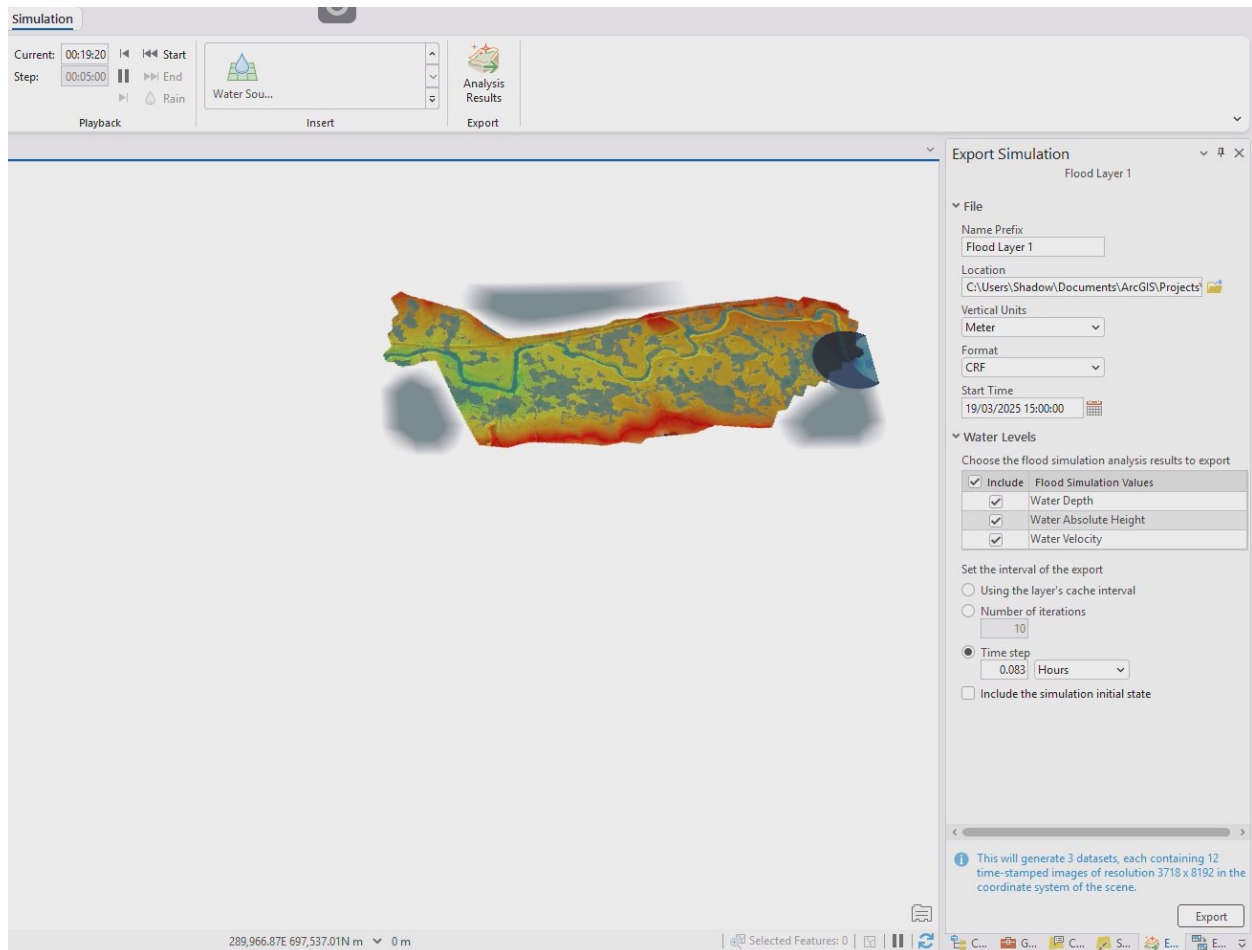 Simulation
Current: 00:19:20 Start
Step: 00:05:00 End
Rain
Playback
Water Sou...
Insert
Analysis
Results
Export
Export Simulation
Flood Layer 1
File
Name Prefix
Flood Layer 1
Location
C:\Users\Shadow\Documents\ArcGIS\Projects\
Vertical Units
Meter
Format
CRF
Start Time
19/03/2025 15:00:00
Water Levels
Choose the flood simulation analysis results to export
Include Flood Simulation Values
Water Depth
Water Absolute Height
Water Velocity
Set the interval of the export
Using the layer's cache interval
Number of iterations
10
Time step
0.083 Hours
Include the simulation initial state
This will generate 3 datasets, each containing 12
time-stamped images of resolution 3718 x 8192 in the
coordinate system of the scene.
Export
289,966.87E 697,537.01N m 0 m
Selected Features: 0
C... G... C... S... E... E...